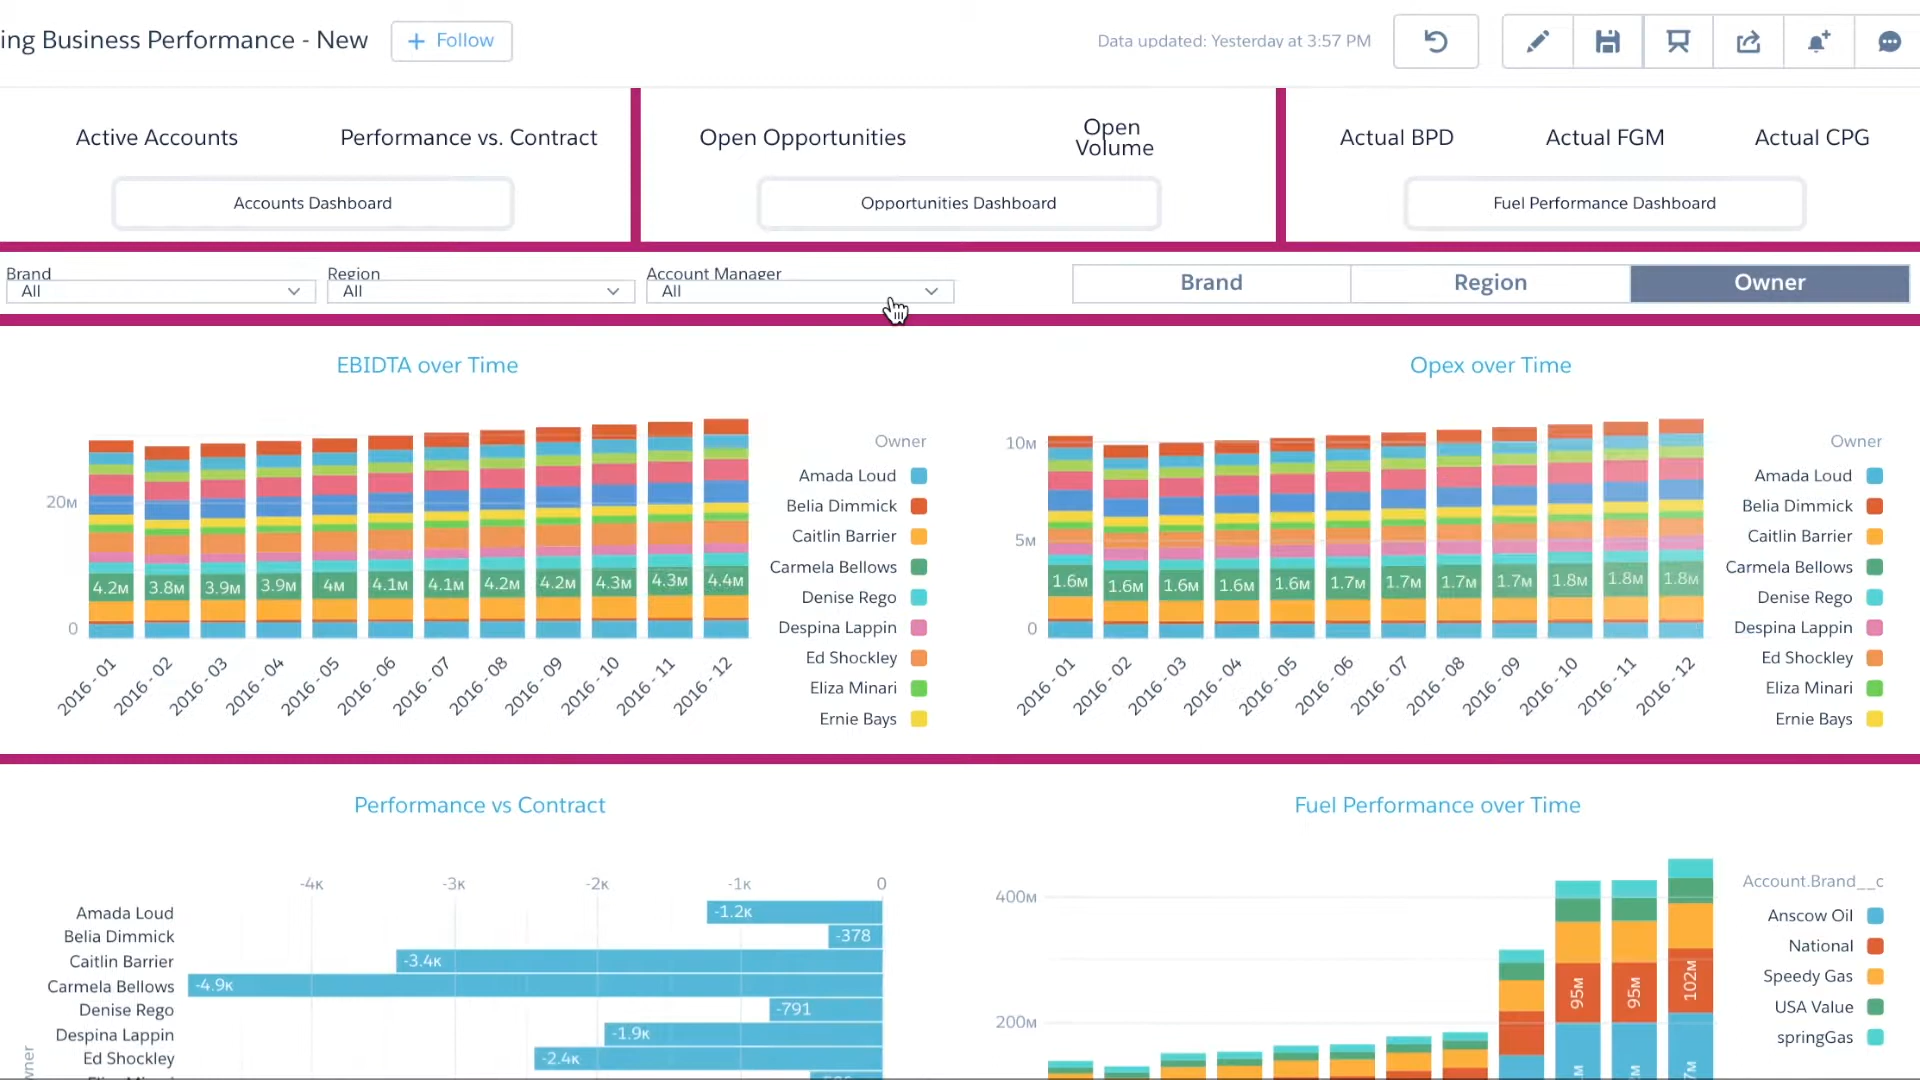 ing Business Performance - New
+ Follow
Data updated: Yesterday at 3:57 PM
Active Accounts
Performance vs. Contract
Open Opportunities
Open
Volume
Actual BPD
Actual FGM
Actual CPG
Accounts Dashboard
Opportunities Dashboard
Fuel Performance Dashboard
Brand
All
Region
All
Account Manager
All
Brand
Region
Owner
EBIDTA over Time
20M
0
4.2M 3.8M 3.9M 3.9M 4M 4.1M 4.1M 4.2M 4.2M 4.3M 4.3M 4.4M
2016 - 01 2016 - 02 2016 - 03 2016 - 04 2016 - 05 2016 - 06 2016 - 07 2016 - 08 2016 - 09 2016 - 10 2016 - 11 2016 - 12
Owner
Amada Loud
Belia Dimmick
Caitlin Barrier
Carmela Bellows
Denise Rego
Despina Lappin
Ed Shockley
Eliza Minari
Ernie Bays
Opex over Time
10M
5M
0
1.6M 1.6M 1.6M 1.6M 1.6M 1.7M 1.7M 1.7M 1.7M 1.8M 1.8M 1.8M
2016 - 01 2016 - 02 2016 - 03 2016 - 04 2016 - 05 2016 - 06 2016 - 07 2016 - 08 2016 - 09 2016 - 10 2016 - 11 2016 - 12
Owner
Amada Loud
Belia Dimmick
Caitlin Barrier
Carmela Bellows
Denise Rego
Despina Lappin
Ed Shockley
Eliza Minari
Ernie Bays
Performance vs Contract
-4K -3K -2K -1K 0
Amada Loud -1.2K
Belia Dimmick -378
Caitlin Barrier -3.4K
Carmela Bellows -4.9K
Denise Rego -791
Despina Lappin -1.9K
Ed Shockley -2.4K
Fuel Performance over Time
400M
200M
95M 95M 102M
Account.Brand__c
Anscow Oil
National
Speedy Gas
USA Value
springGas